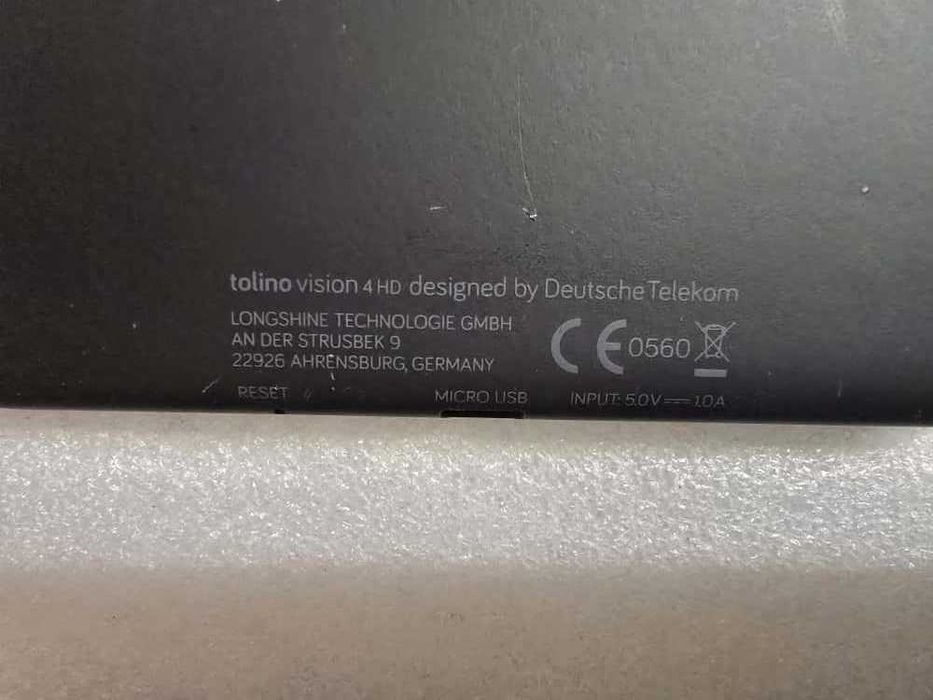 tolino vision 4 HD designed by Deutsche Telekom
LONGSHINE TECHNOLOGIE GMBH
AN DER STRUSBEK 9
22926 AHRENSBURG, GERMANY
CE 0560
RESET MICRO USB INPUT: 5.0V 1.0A